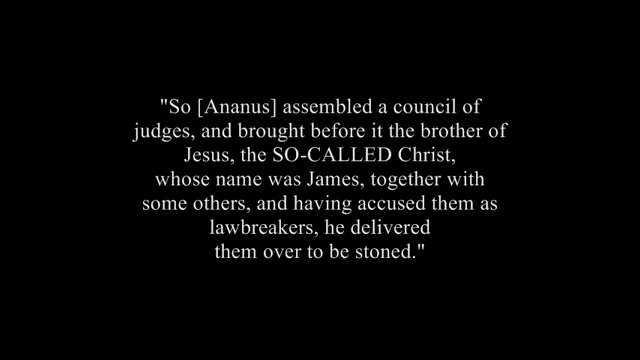 "So [Ananus] assembled a council of
judges, and brought before it the brother of
Jesus, the SO-CALLED Christ,
whose name was James, together with
some others, and having accused them as
lawbreakers, he delivered
them over to be stoned."